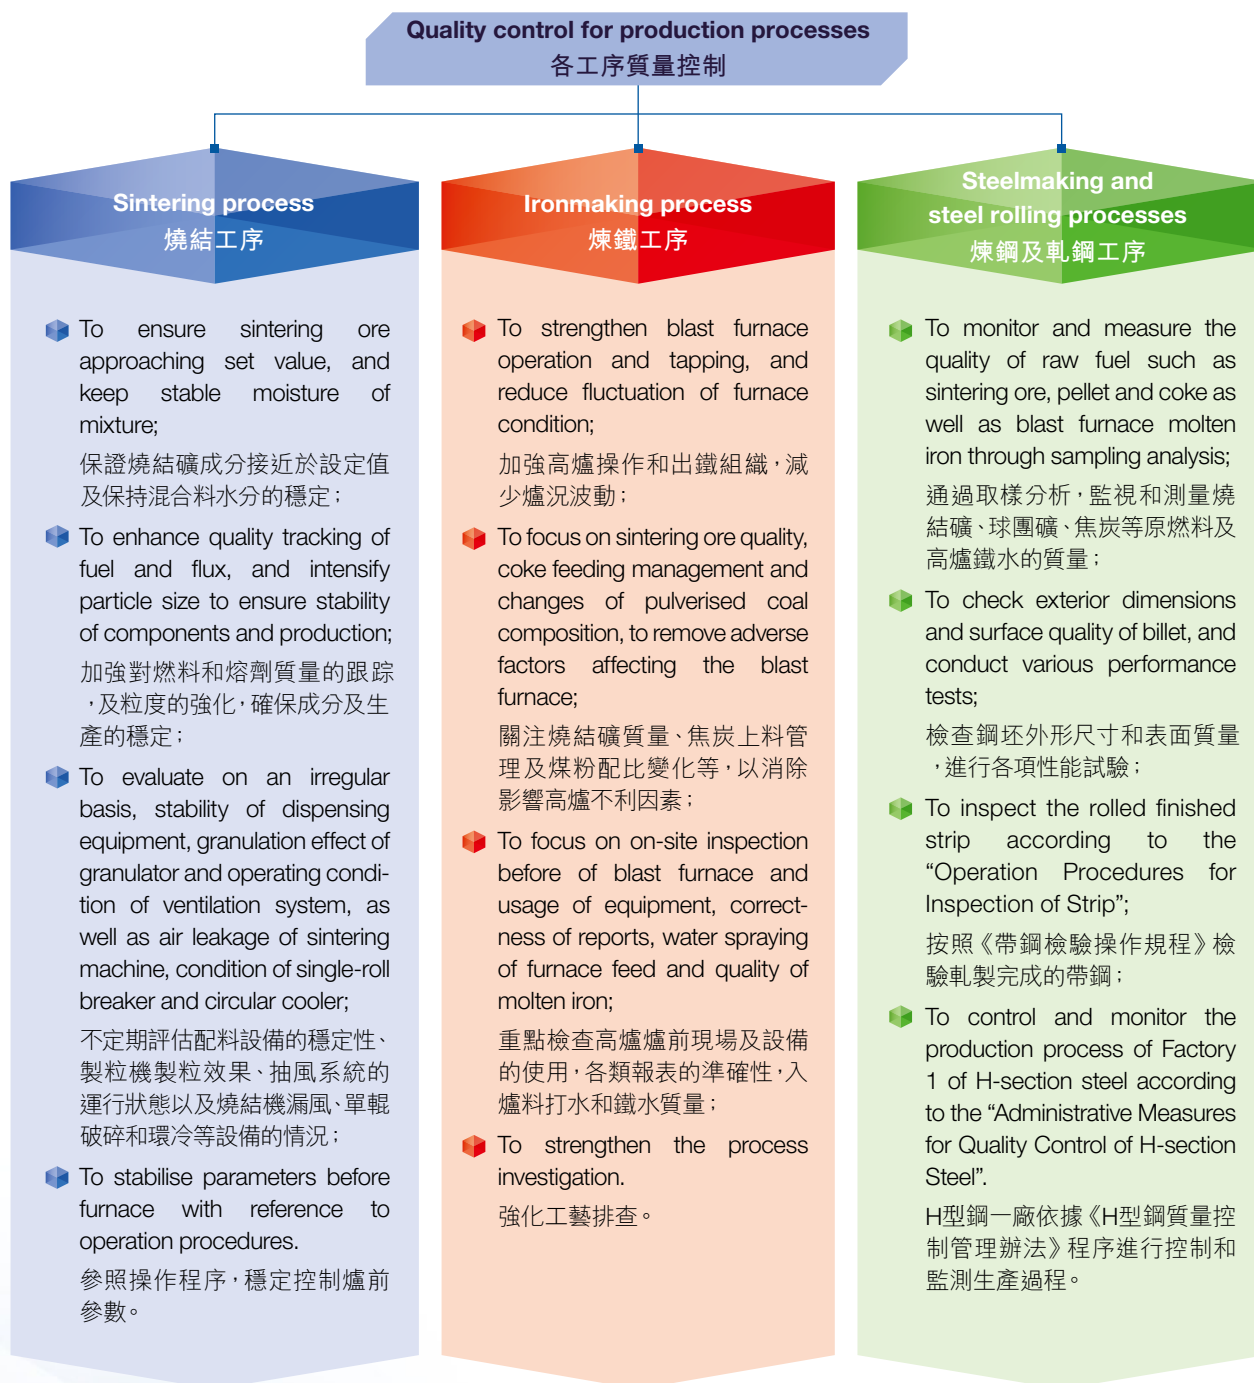 Quality control for production processes
各工序質量控制
Sintering process
燒結工序
To ensure sintering ore
approaching set value, and
keep stable moisture of
mixture;
保證燒結礦成分接近於設定值
及保持混合料水分的穩定；
To enhance quality tracking of
fuel and flux, and intensify
particle size to ensure stability
of components and production;
加強對燃料和熔劑質量的跟踪
，及粒度的強化，確保成分及生
產的穩定；
To evaluate on an irregular
basis, stability of dispensing
equipment, granulation effect of
granulator and operating condi-
tion of ventilation system, as
well as air leakage of sintering
machine, condition of single-roll
breaker and circular cooler;
不定期評估配料設備的穩定性、
製粒機製粒效果、抽風系統的
運行狀態以及燒結機漏風、單輥
破碎和環冷等設備的情況；
To stabilise parameters before
furnace with reference to
operation procedures.
參照操作程序，穩定控制爐前
參數。
Ironmaking process
煉鐵工序
To strengthen blast furnace
operation and tapping, and
reduce fluctuation of furnace
condition;
加強高爐操作和出鐵組織，減
少爐況波動；
To focus on sintering ore quality,
coke feeding management and
changes of pulverised coal
composition, to remove adverse
factors affecting the blast
furnace;
關注燒結礦質量、焦炭上料管
理及煤粉配比變化等，以消除
影響高爐不利因素；
To focus on on-site inspection
before of blast furnace and
usage of equipment, correct-
ness of reports, water spraying
of furnace feed and quality of
molten iron;
重點檢查高爐爐前現場及設備
的使用，各類報表的準確性，入
爐料打水和鐵水質量；
To strengthen the process
investigation.
強化工藝排查。
Steelmaking and
steel rolling processes
煉鋼及軋鋼工序
To monitor and measure the
quality of raw fuel such as
sintering ore, pellet and coke as
well as blast furnace molten
iron through sampling analysis;
通過取樣分析，監視和測量燒
結礦、球團礦、焦炭等原燃料及
高爐鐵水的質量；
To check exterior dimensions
and surface quality of billet, and
conduct various performance
tests;
檢查鋼坯外形尺寸和表面質量
，進行各項性能試驗；
To inspect the rolled finished
strip according to the
“Operation Procedures for
Inspection of Strip”;
按照《帶鋼檢驗操作規程》檢
驗軋製完成的帶鋼；
To control and monitor the
production process of Factory
1 of H-section steel according
to the “Administrative Measures
for Quality Control of H-section
Steel”.
H型鋼一廠依據《H型鋼質量控
制管理辦法》程序進行控制和
監測生產過程。